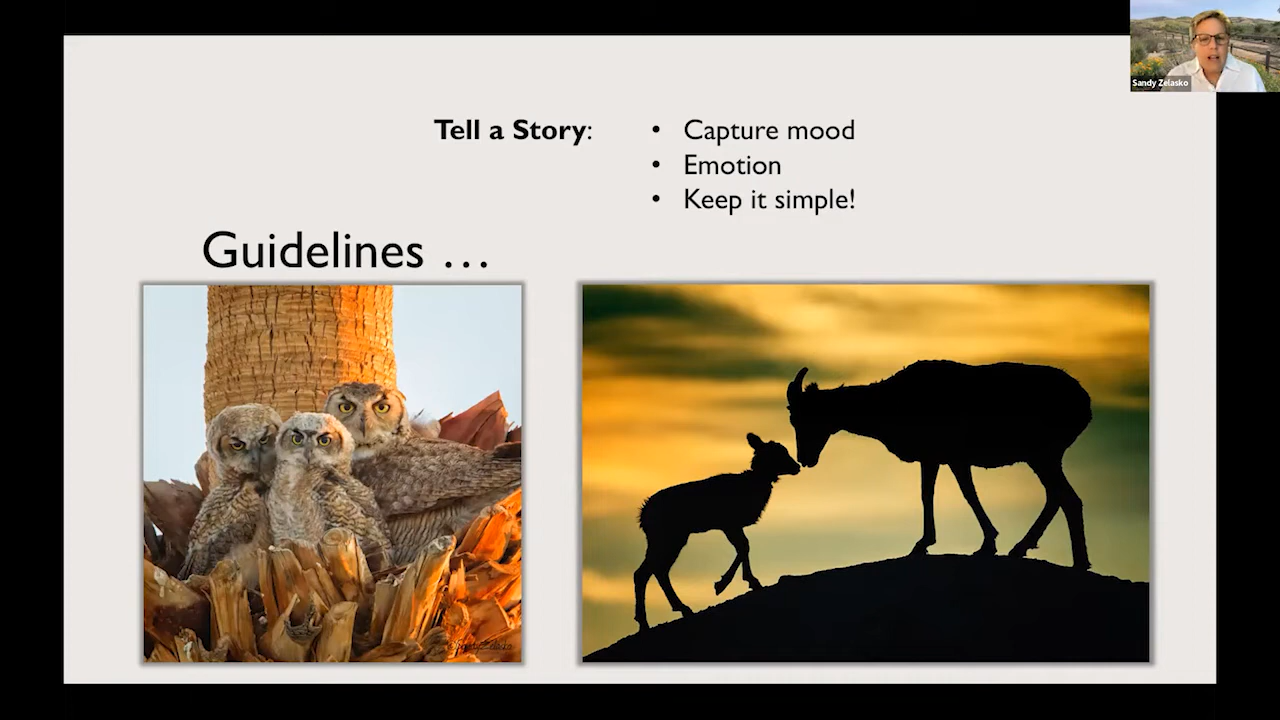 Sandy Zelasko
Tell a Story:
• Capture mood
• Emotion
• Keep it simple!
Guidelines …